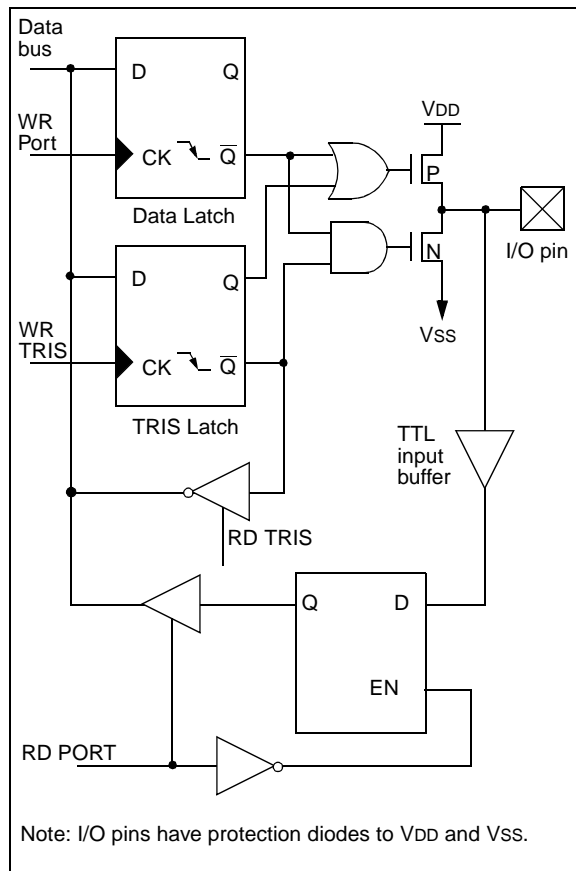 Data
bus
D
Q
VDD
WR
Port
CK
Q
P
Data Latch
N
I/O pin
D
Q
WR
TRIS
VSS
CK
Q
TRIS Latch
TTL
input
buffer
RD TRIS
Q
D
EN
RD PORT
Note: I/O pins have protection diodes to VDD and VSS.